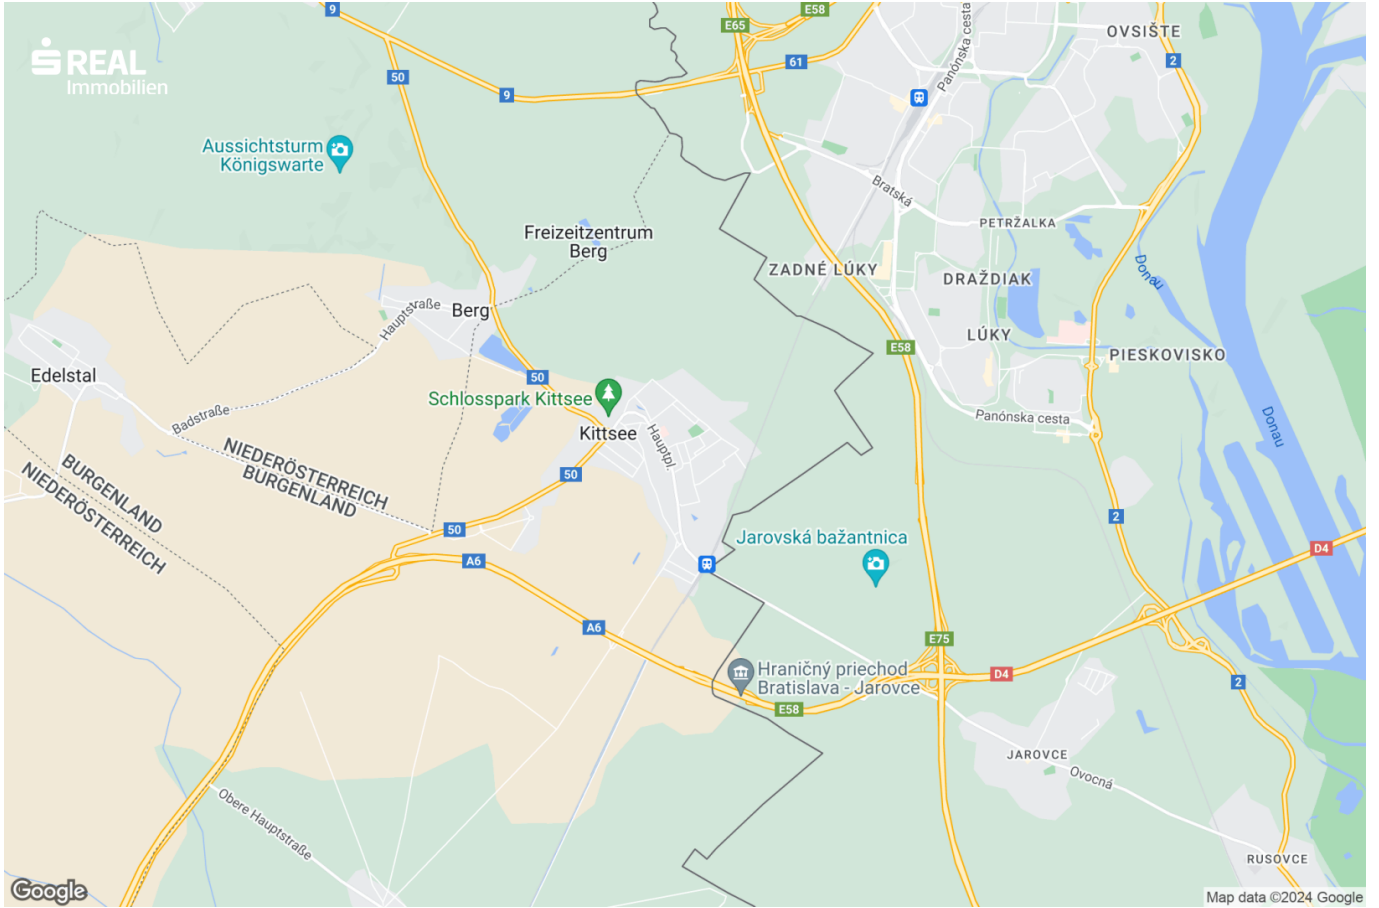 E58
9
E65
OVSIŠTE
Panónska cesta
S REAL
Immobilien
61
2
50
9
Aussichtsturm
Königswarte
Bratská
PETRŽALKA
Freizeitzentrum
Berg
ZADNÉ LÚKY
DRAŽDIAK
Donau
Hauptstraße
Berg
LÚKY
E58
PIESKOVISKO
Edelstal
50
Schlosspark Kittsee
Badstraße
Panónska cesta
Donau
Kittsee
Hauptpl.
NIEDERÖSTERREICH
BURGENLAND
BURGENLAND
NIEDERÖSTERREICH
50
2
50
Jarovská bažantnica
D4
A6
A6
E75
Hraničný priechod
Bratislava - Jarovce
D4
2
E58
JAROVCE
Ovocná
Obere Hauptstraße
RUSOVCE
Google
Map data ©2024 Google